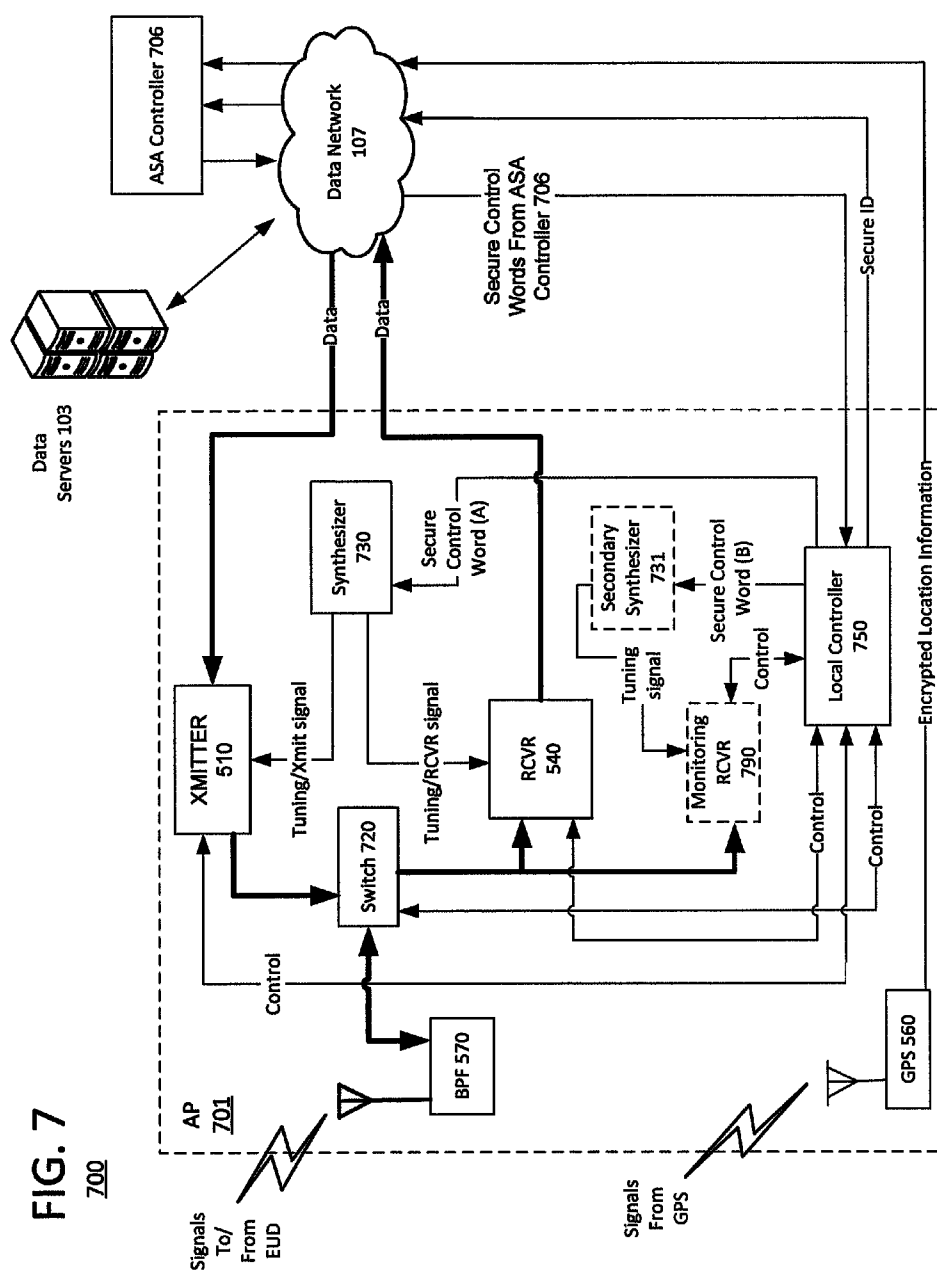 FIG. 7
700
Signals
To/
From
EUD
Signals
From
GPS
AP
701
BPF 570
GPS 560
Control
Switch 720
XMITTER
510
Tuning/Xmit signal
Tuning/RCVR signal
RCVR
540
Synthesizer
730
Secure
Control
Word (A)
Tuning
signal
Secondary
Synthesizer
731
Monitoring
RCVR
790
Secure Control
Word (B)
Control
Control
Control
Local Controller
750
Encrypted Location Information
Data
Servers 103
Data
Data
Secure Control
Words From ASA
Controller 706
Secure ID
Data Network
107
ASA Controller 706